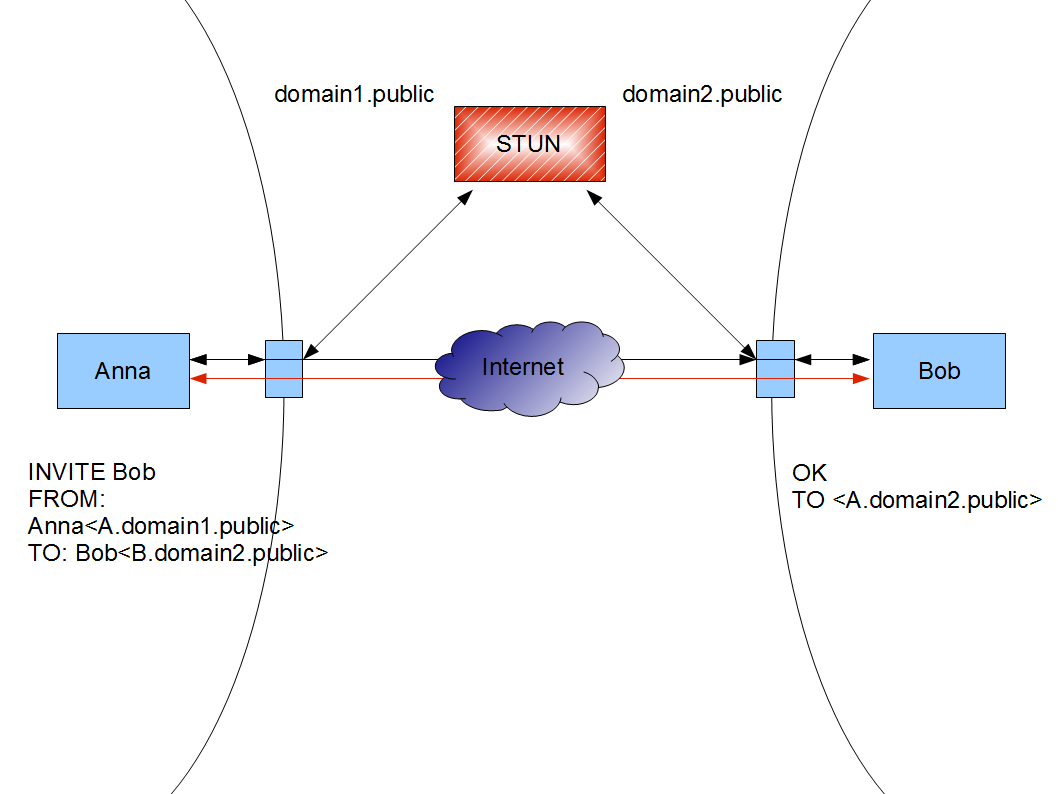 domain1.public
domain2.public
STUN
Anna
Internet
Bob
INVITE Bob
FROM:
Anna<A.domain1.public>
TO: Bob<B.domain2.public>
OK
TO <A.domain2.public>